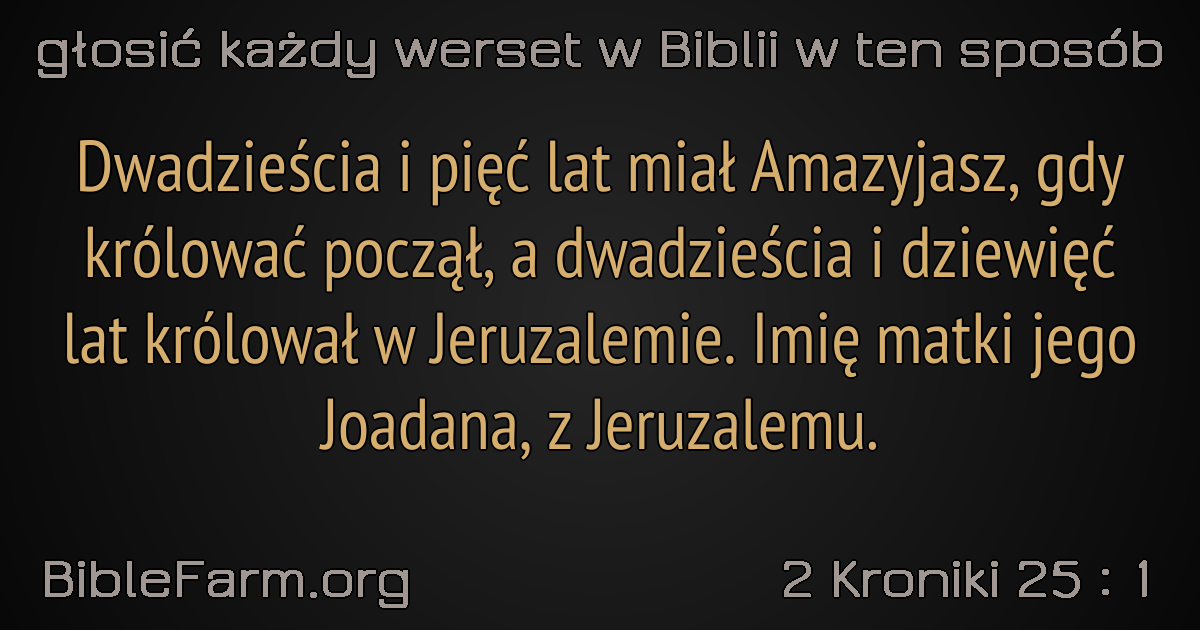 głosić każdy werset w Biblii w ten sposób
Dwadzieścia i pięć lat miał Amazyjasz, gdy
królować począł, a dwadzieścia i dziewięć
lat królował w Jeruzalemie. Imię matki jego
Joadana, z Jeruzalemu.
BibleFarm.org
2 Kroniki 25 : 1